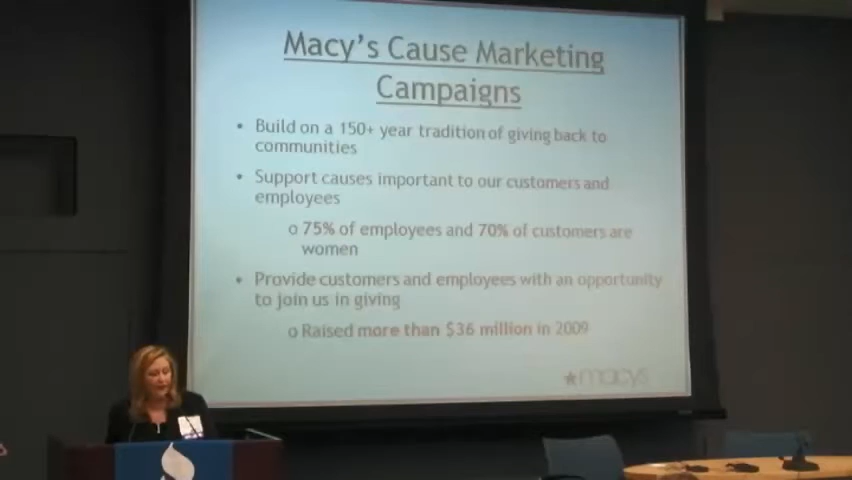 Macy's Cause Marketing
Campaigns
• Build on a 150+ year tradition of giving back to
communities
• Support causes important to our customers and
employees
o 75% of employees and 70% of customers are
women
• Provide customers and employees with an opportunity
to join us in giving
o Raised more than $36 million in 2009
★macys